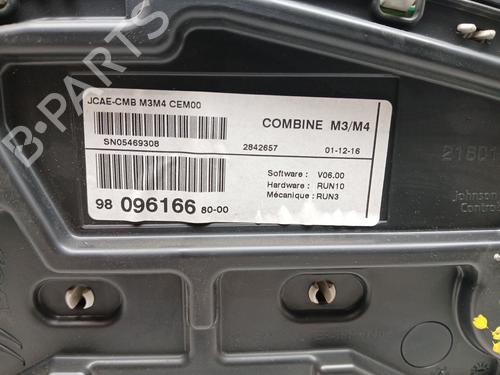 B-PARTS
JCAE-CMB M3M4 CEM00
COMBINE M3/M4
SN05469308
2842657
01-12-16
Software : V06.00
Hardware : RUN10
Mécanique : RUN3
98 096166 80-00
Johnson
Control